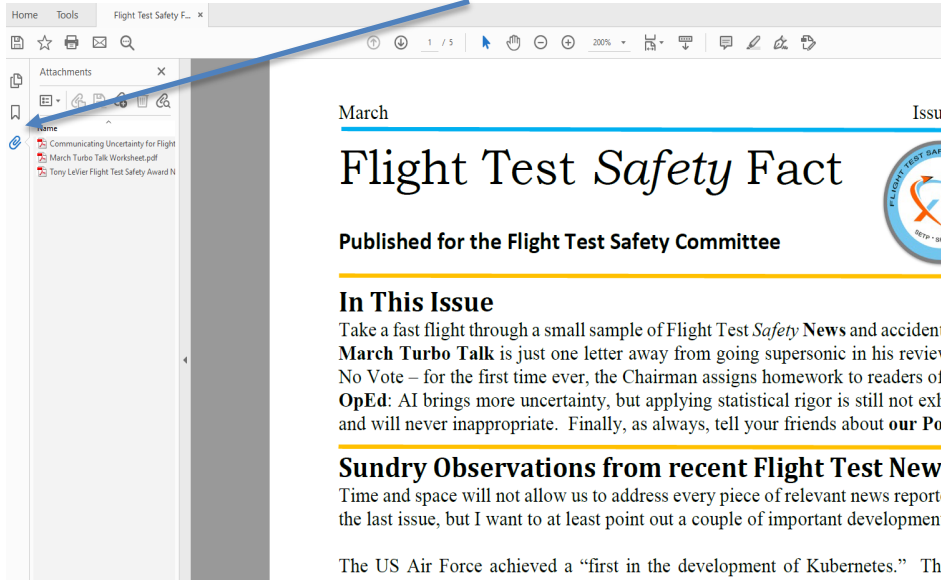 Home Tools Flight Test Safety F... ×
1 / 5 200%
Attachments ×
Name
Communicating Uncertainty for Flight
March Turbo Talk Worksheet.pdf
Tony LeVier Flight Test Safety Award N
March Issu
Flight Test Safety Fact
FLIGHT TEST SAF
SETP • S
Published for the Flight Test Safety Committee
In This Issue
Take a fast flight through a small sample of Flight Test Safety News and accident
March Turbo Talk is just one letter away from going supersonic in his review
No Vote – for the first time ever, the Chairman assigns homework to readers of
OpEd: AI brings more uncertainty, but applying statistical rigor is still not exh
and will never inappropriate. Finally, as always, tell your friends about our Po
Sundry Observations from recent Flight Test New
Time and space will not allow us to address every piece of relevant news reporte
the last issue, but I want to at least point out a couple of important development
The US Air Force achieved a “first in the development of Kubernetes.” Th